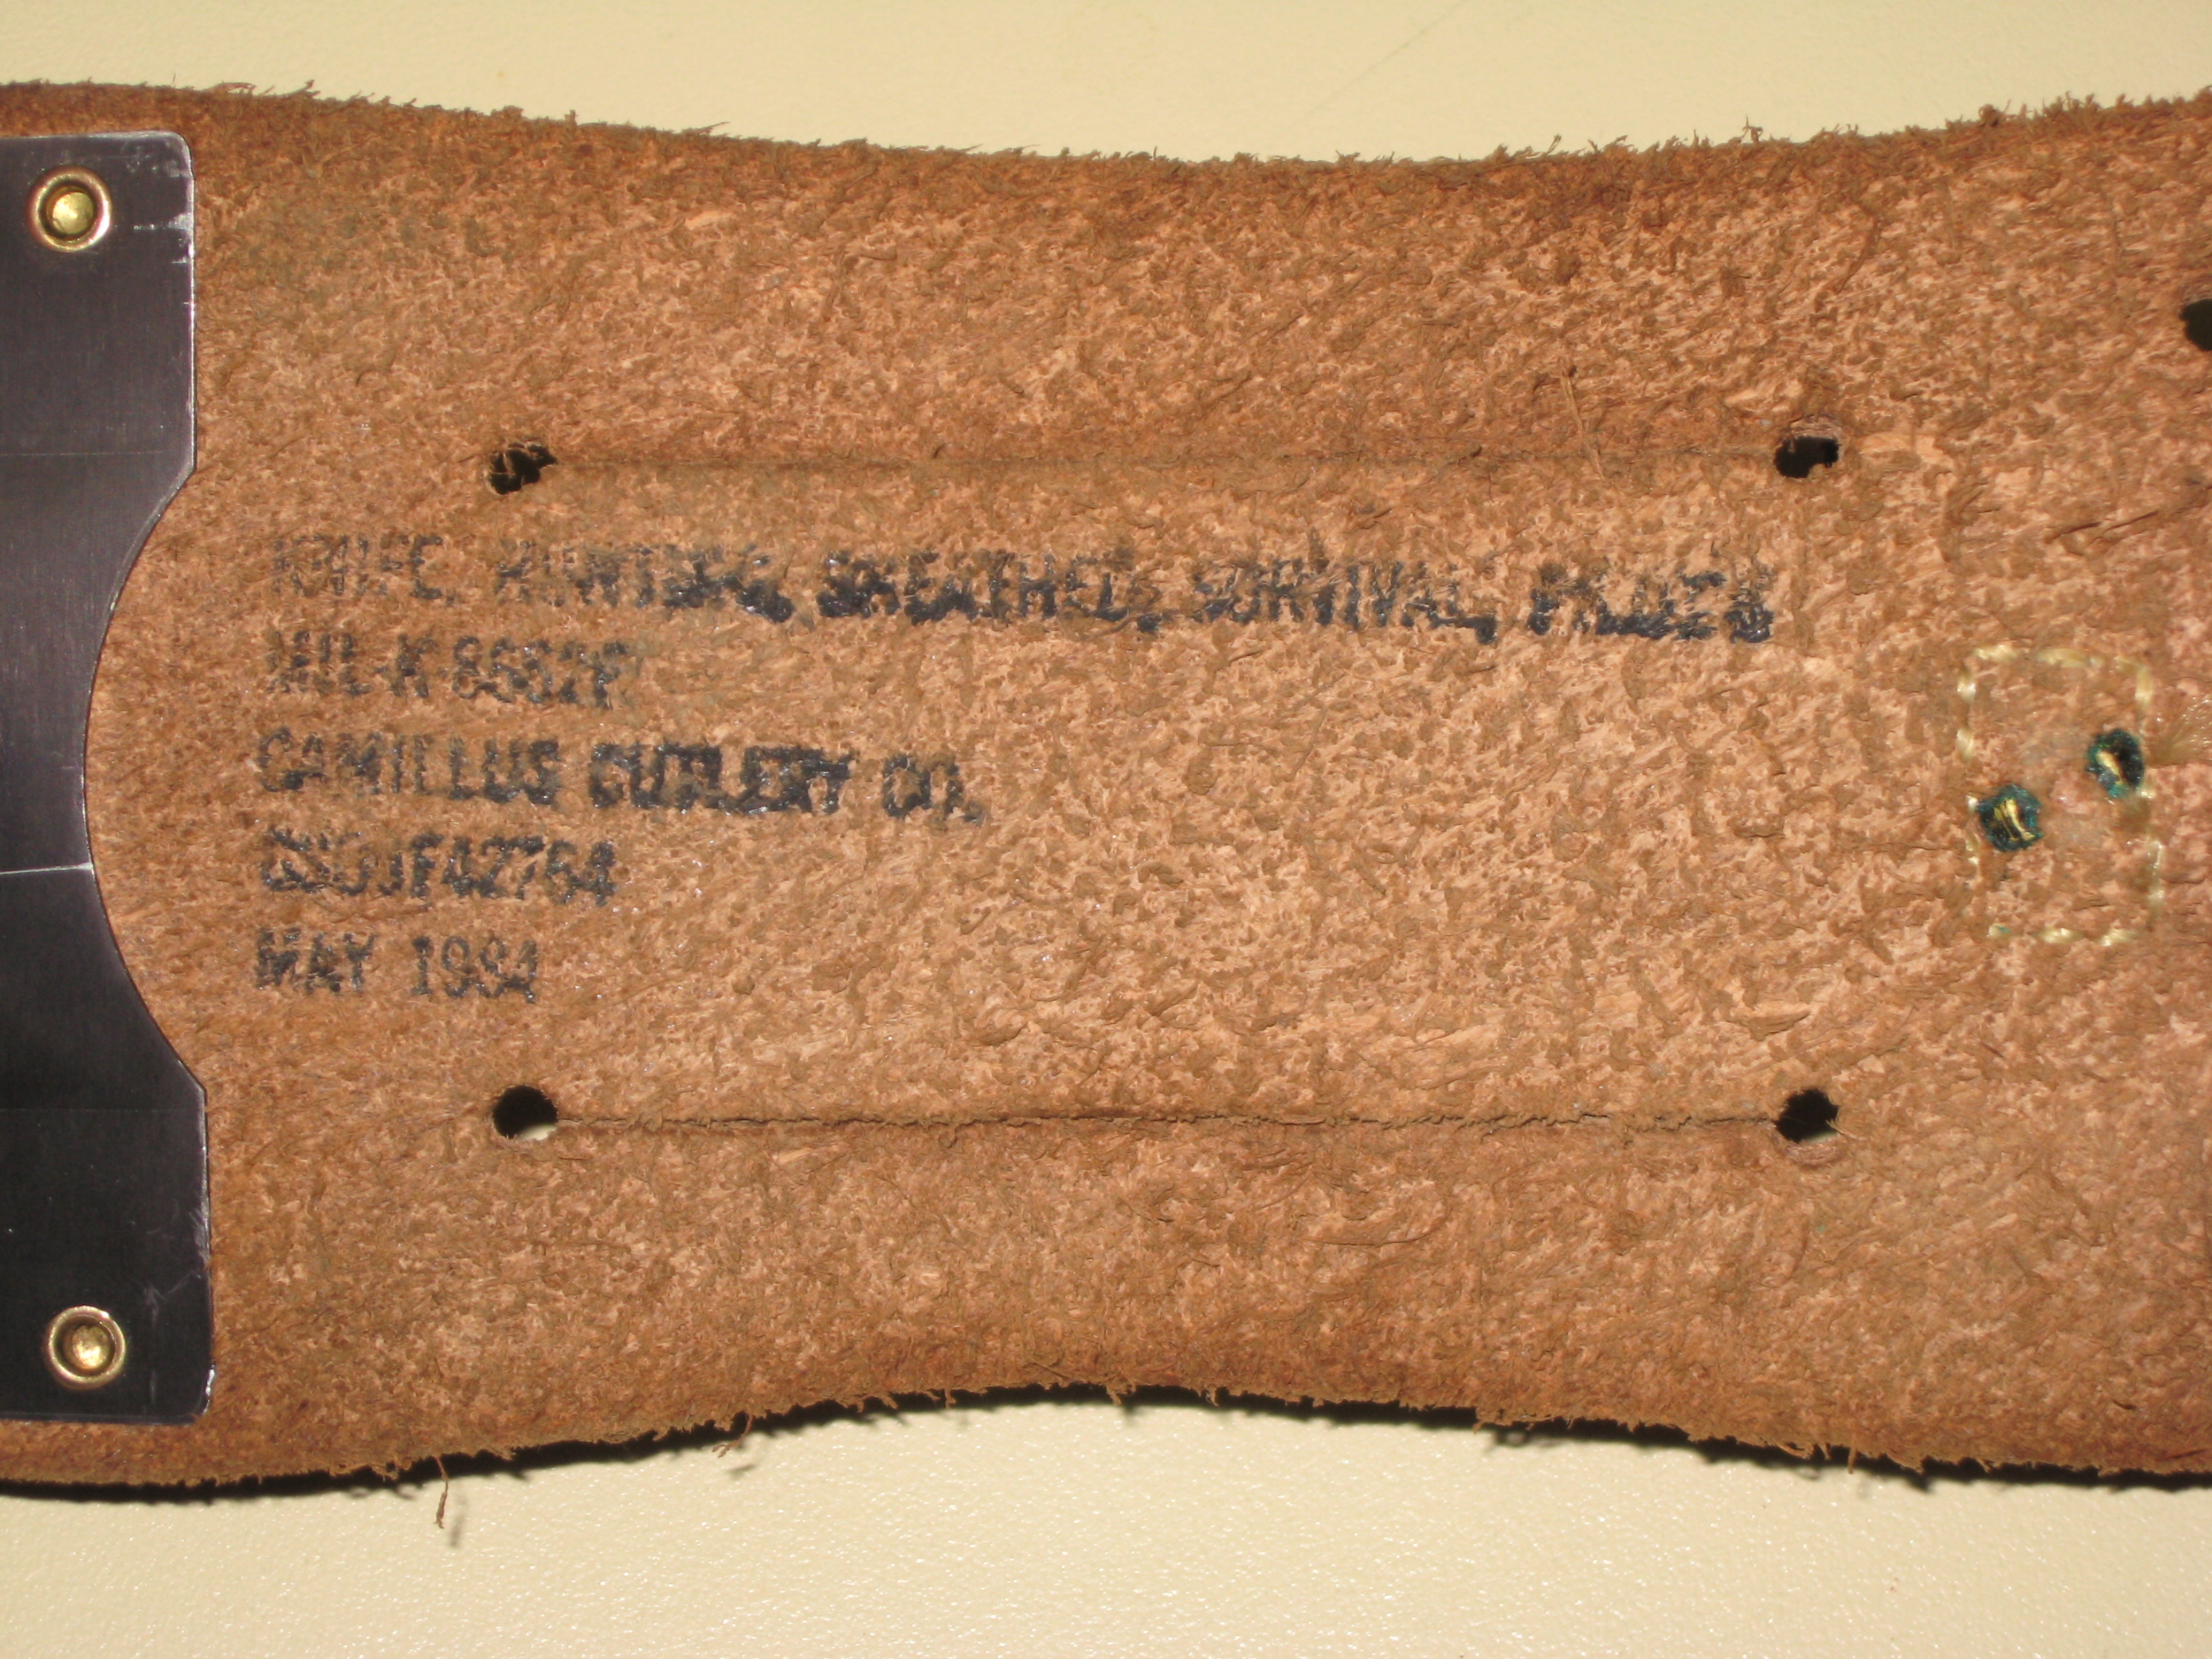 KNIFE, HUNTING, SHEATHED, SURVIVAL, PILOTS
MIL-K-8662F
CAMILLUS CUTLERY CO.
MAY 1984